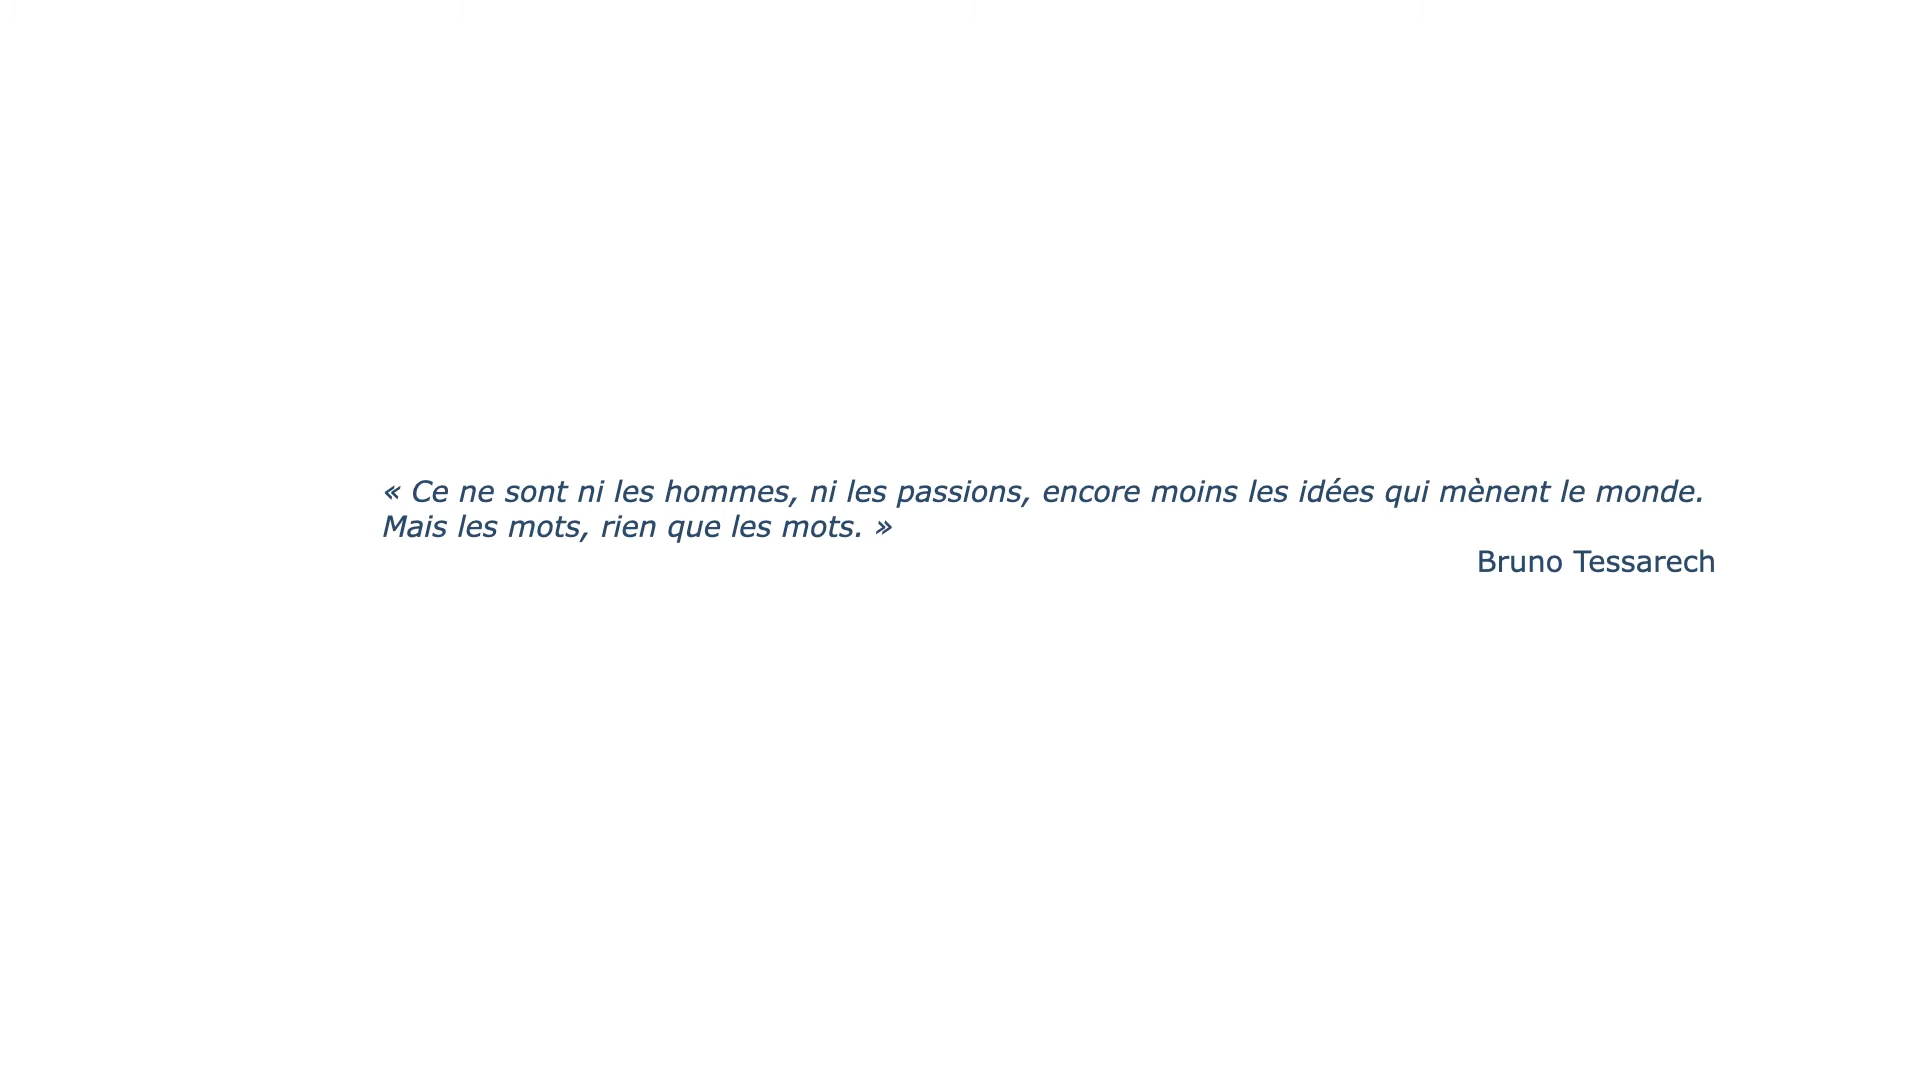 « Ce ne sont ni les hommes, ni les passions, encore moins les idées qui mènent le monde.
Mais les mots, rien que les mots. »
Bruno Tessarech